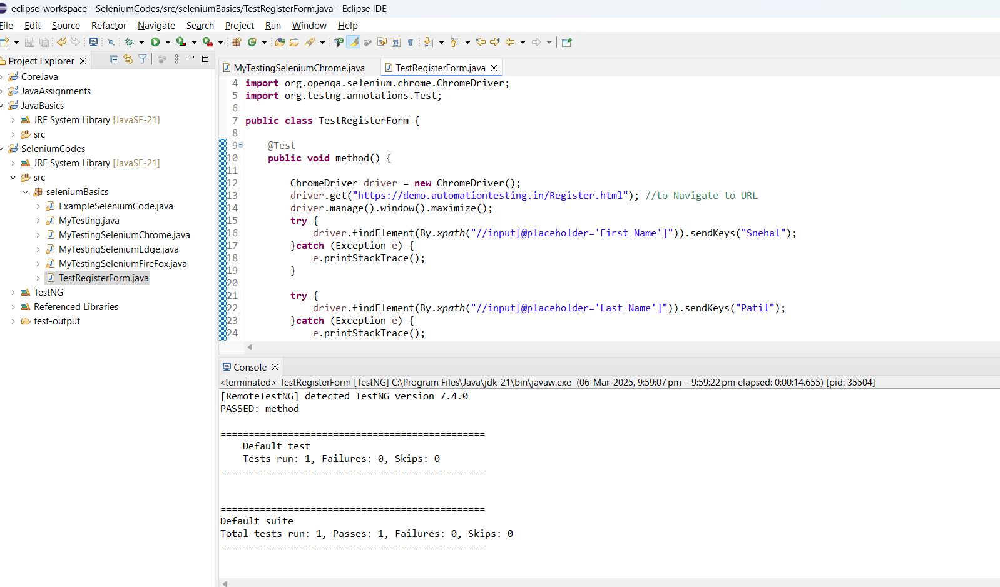 eclipse-workspace - SeleniumCodes/src/seleniumBasics/TestRegisterForm.java - Eclipse IDE
File Edit Source Refactor Navigate Search Project Run Window Help
Project Explorer
CoreJava
JavaAssignments
JavaBasics
JRE System Library [JavaSE-21]
src
SeleniumCodes
JRE System Library [JavaSE-21]
src
seleniumBasics
ExampleSeleniumCode.java
MyTesting.java
MyTestingSeleniumChrome.java
MyTestingSeleniumEdge.java
MyTestingSeleniumFireFox.java
TestRegisterForm.java
TestNG
Referenced Libraries
test-output
MyTestingSeleniumChrome.java TestRegisterForm.java
4 import org.openqa.selenium.chrome.ChromeDriver;
5 import org.testng.annotations.Test;
6
7 public class TestRegisterForm {
8
9 @Test
10 public void method() {
11
12 ChromeDriver driver = new ChromeDriver();
13 driver.get("https://demo.automationtesting.in/Register.html"); //to Navigate to URL
14 driver.manage().window().maximize();
15 try {
16 driver.findElement(By.xpath("//input[@placeholder='First Name']")).sendKeys("Snehal");
17 }catch (Exception e) {
18 e.printStackTrace();
19 }
20
21 try {
22 driver.findElement(By.xpath("//input[@placeholder='Last Name']")).sendKeys("Patil");
23 }catch (Exception e) {
24 e.printStackTrace();
Console
<terminated> TestRegisterForm [TestNG] C:\Program Files\Java\jdk-21\bin\javaw.exe (06-Mar-2025, 9:59:07 pm – 9:59:22 pm elapsed: 0:00:14.655) [pid: 35504]
[RemoteTestNG] detected TestNG version 7.4.0
PASSED: method
===============================================
Default test
Tests run: 1, Failures: 0, Skips: 0
===============================================
===============================================
Default suite
Total tests run: 1, Passes: 1, Failures: 0, Skips: 0
===============================================